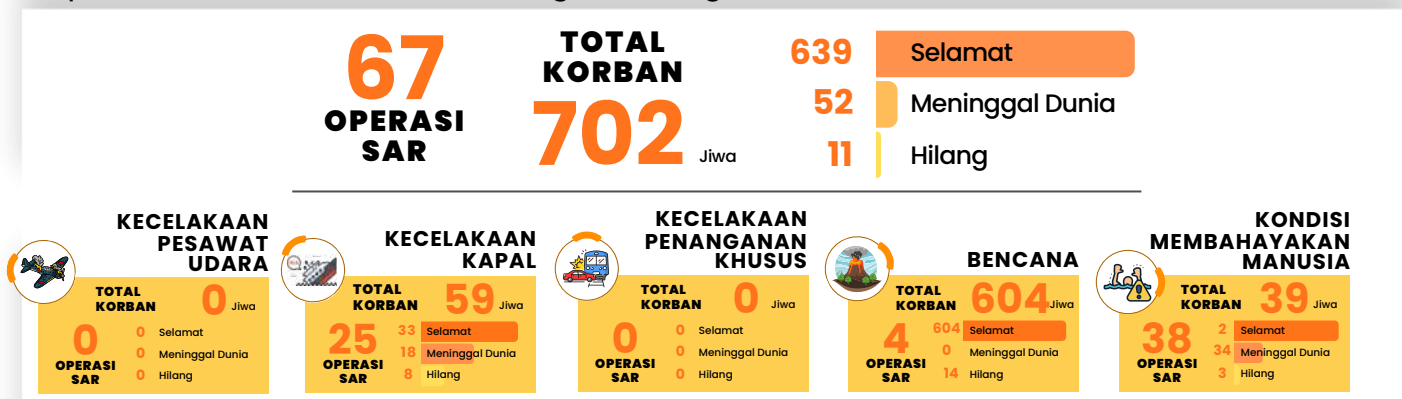 67
OPERASI
SAR
TOTAL
KORBAN
702 Jiwa
639 Selamat
52 Meninggal Dunia
11 Hilang
KECELAKAAN
PESAWAT
UDARA
TOTAL
KORBAN
0 Jiwa
0
OPERASI
SAR
0 Selamat
0 Meninggal Dunia
0 Hilang
KECELAKAAN
KAPAL
TOTAL
KORBAN
59 Jiwa
25
OPERASI
SAR
33 Selamat
18 Meninggal Dunia
8 Hilang
KECELAKAAN
PENANGANAN
KHUSUS
TOTAL
KORBAN
0 Jiwa
0
OPERASI
SAR
0 Selamat
0 Meninggal Dunia
0 Hilang
BENCANA
TOTAL
KORBAN
604 Jiwa
4
OPERASI
SAR
604 Selamat
0 Meninggal Dunia
14 Hilang
KONDISI
MEMBAHAYAKAN
MANUSIA
TOTAL
KORBAN
39 Jiwa
38
OPERASI
SAR
2 Selamat
34 Meninggal Dunia
3 Hilang